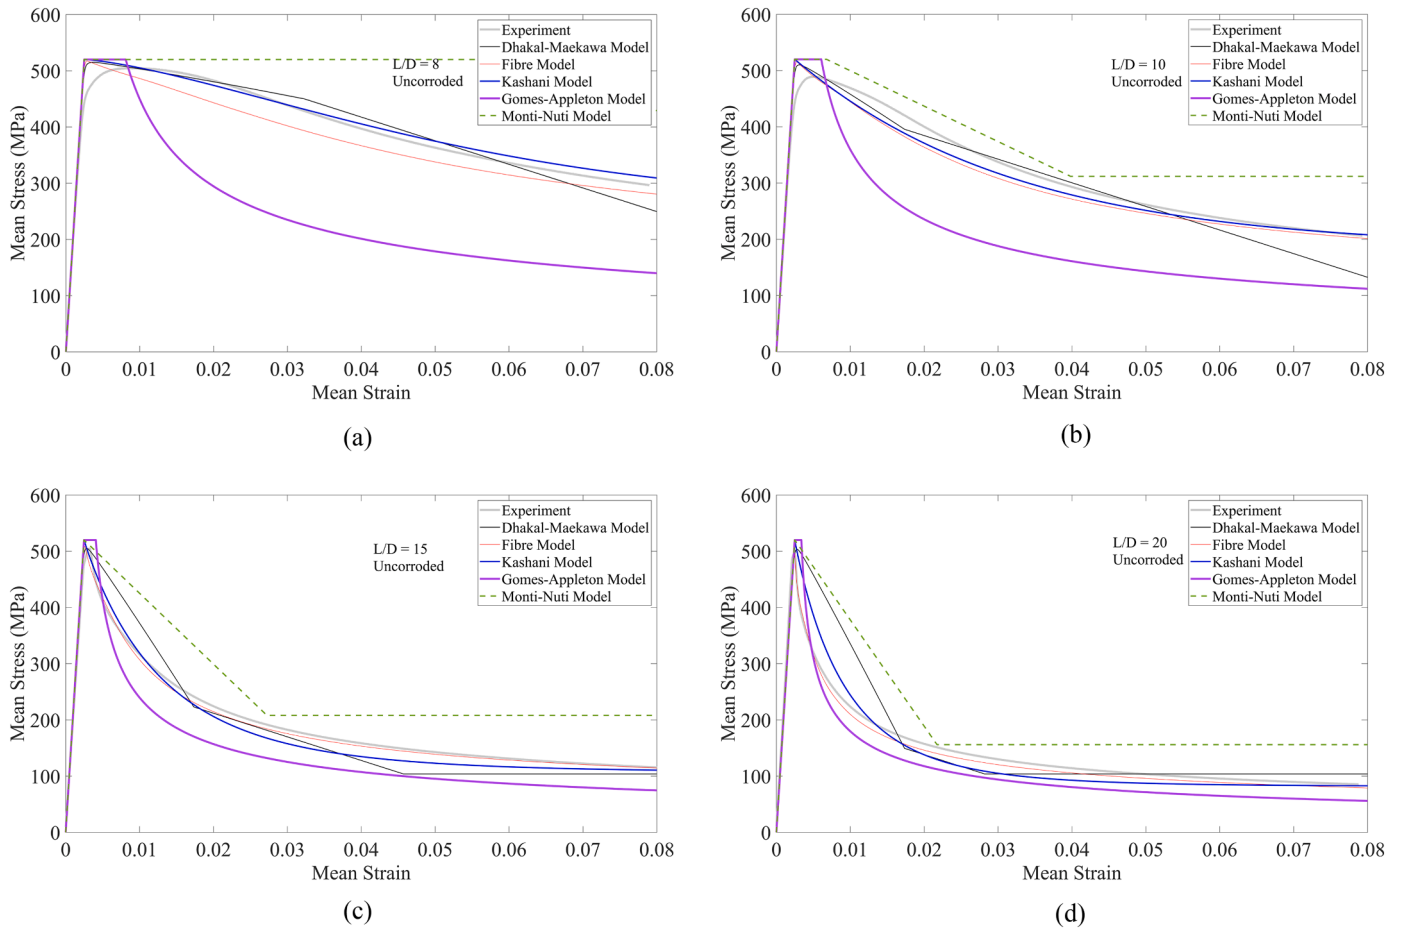 600
500
400
300
200
100
0
Mean Stress (MPa)
0 0.01 0.02 0.03 0.04 0.05 0.06 0.07 0.08
Mean Strain
L/D = 8
Uncorroded
Experiment
Dhakal-Maekawa Model
Fibre Model
Kashani Model
Gomes-Appleton Model
Monti-Nuti Model
(a)
600
500
400
300
200
100
0
Mean Stress (MPa)
0 0.01 0.02 0.03 0.04 0.05 0.06 0.07 0.08
Mean Strain
L/D = 10
Uncorroded
Experiment
Dhakal-Maekawa Model
Fibre Model
Kashani Model
Gomes-Appleton Model
Monti-Nuti Model
(b)
600
500
400
300
200
100
0
Mean Stress (MPa)
0 0.01 0.02 0.03 0.04 0.05 0.06 0.07 0.08
Mean Strain
L/D = 15
Uncorroded
Experiment
Dhakal-Maekawa Model
Fibre Model
Kashani Model
Gomes-Appleton Model
Monti-Nuti Model
(c)
600
500
400
300
200
100
0
Mean Stress (MPa)
0 0.01 0.02 0.03 0.04 0.05 0.06 0.07 0.08
Mean Strain
L/D = 20
Uncorroded
Experiment
Dhakal-Maekawa Model
Fibre Model
Kashani Model
Gomes-Appleton Model
Monti-Nuti Model
(d)